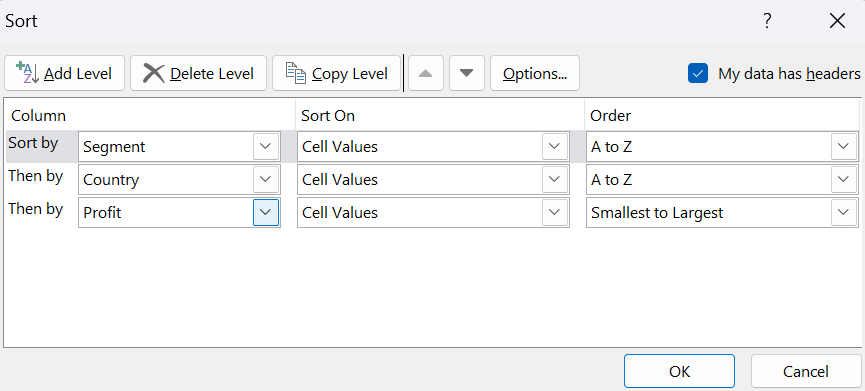 Sort ?
Add Level Delete Level Copy Level Options... My data has headers
Column Sort On Order
Sort by Segment Cell Values A to Z
Then by Country Cell Values A to Z
Then by Profit Cell Values Smallest to Largest
OK Cancel